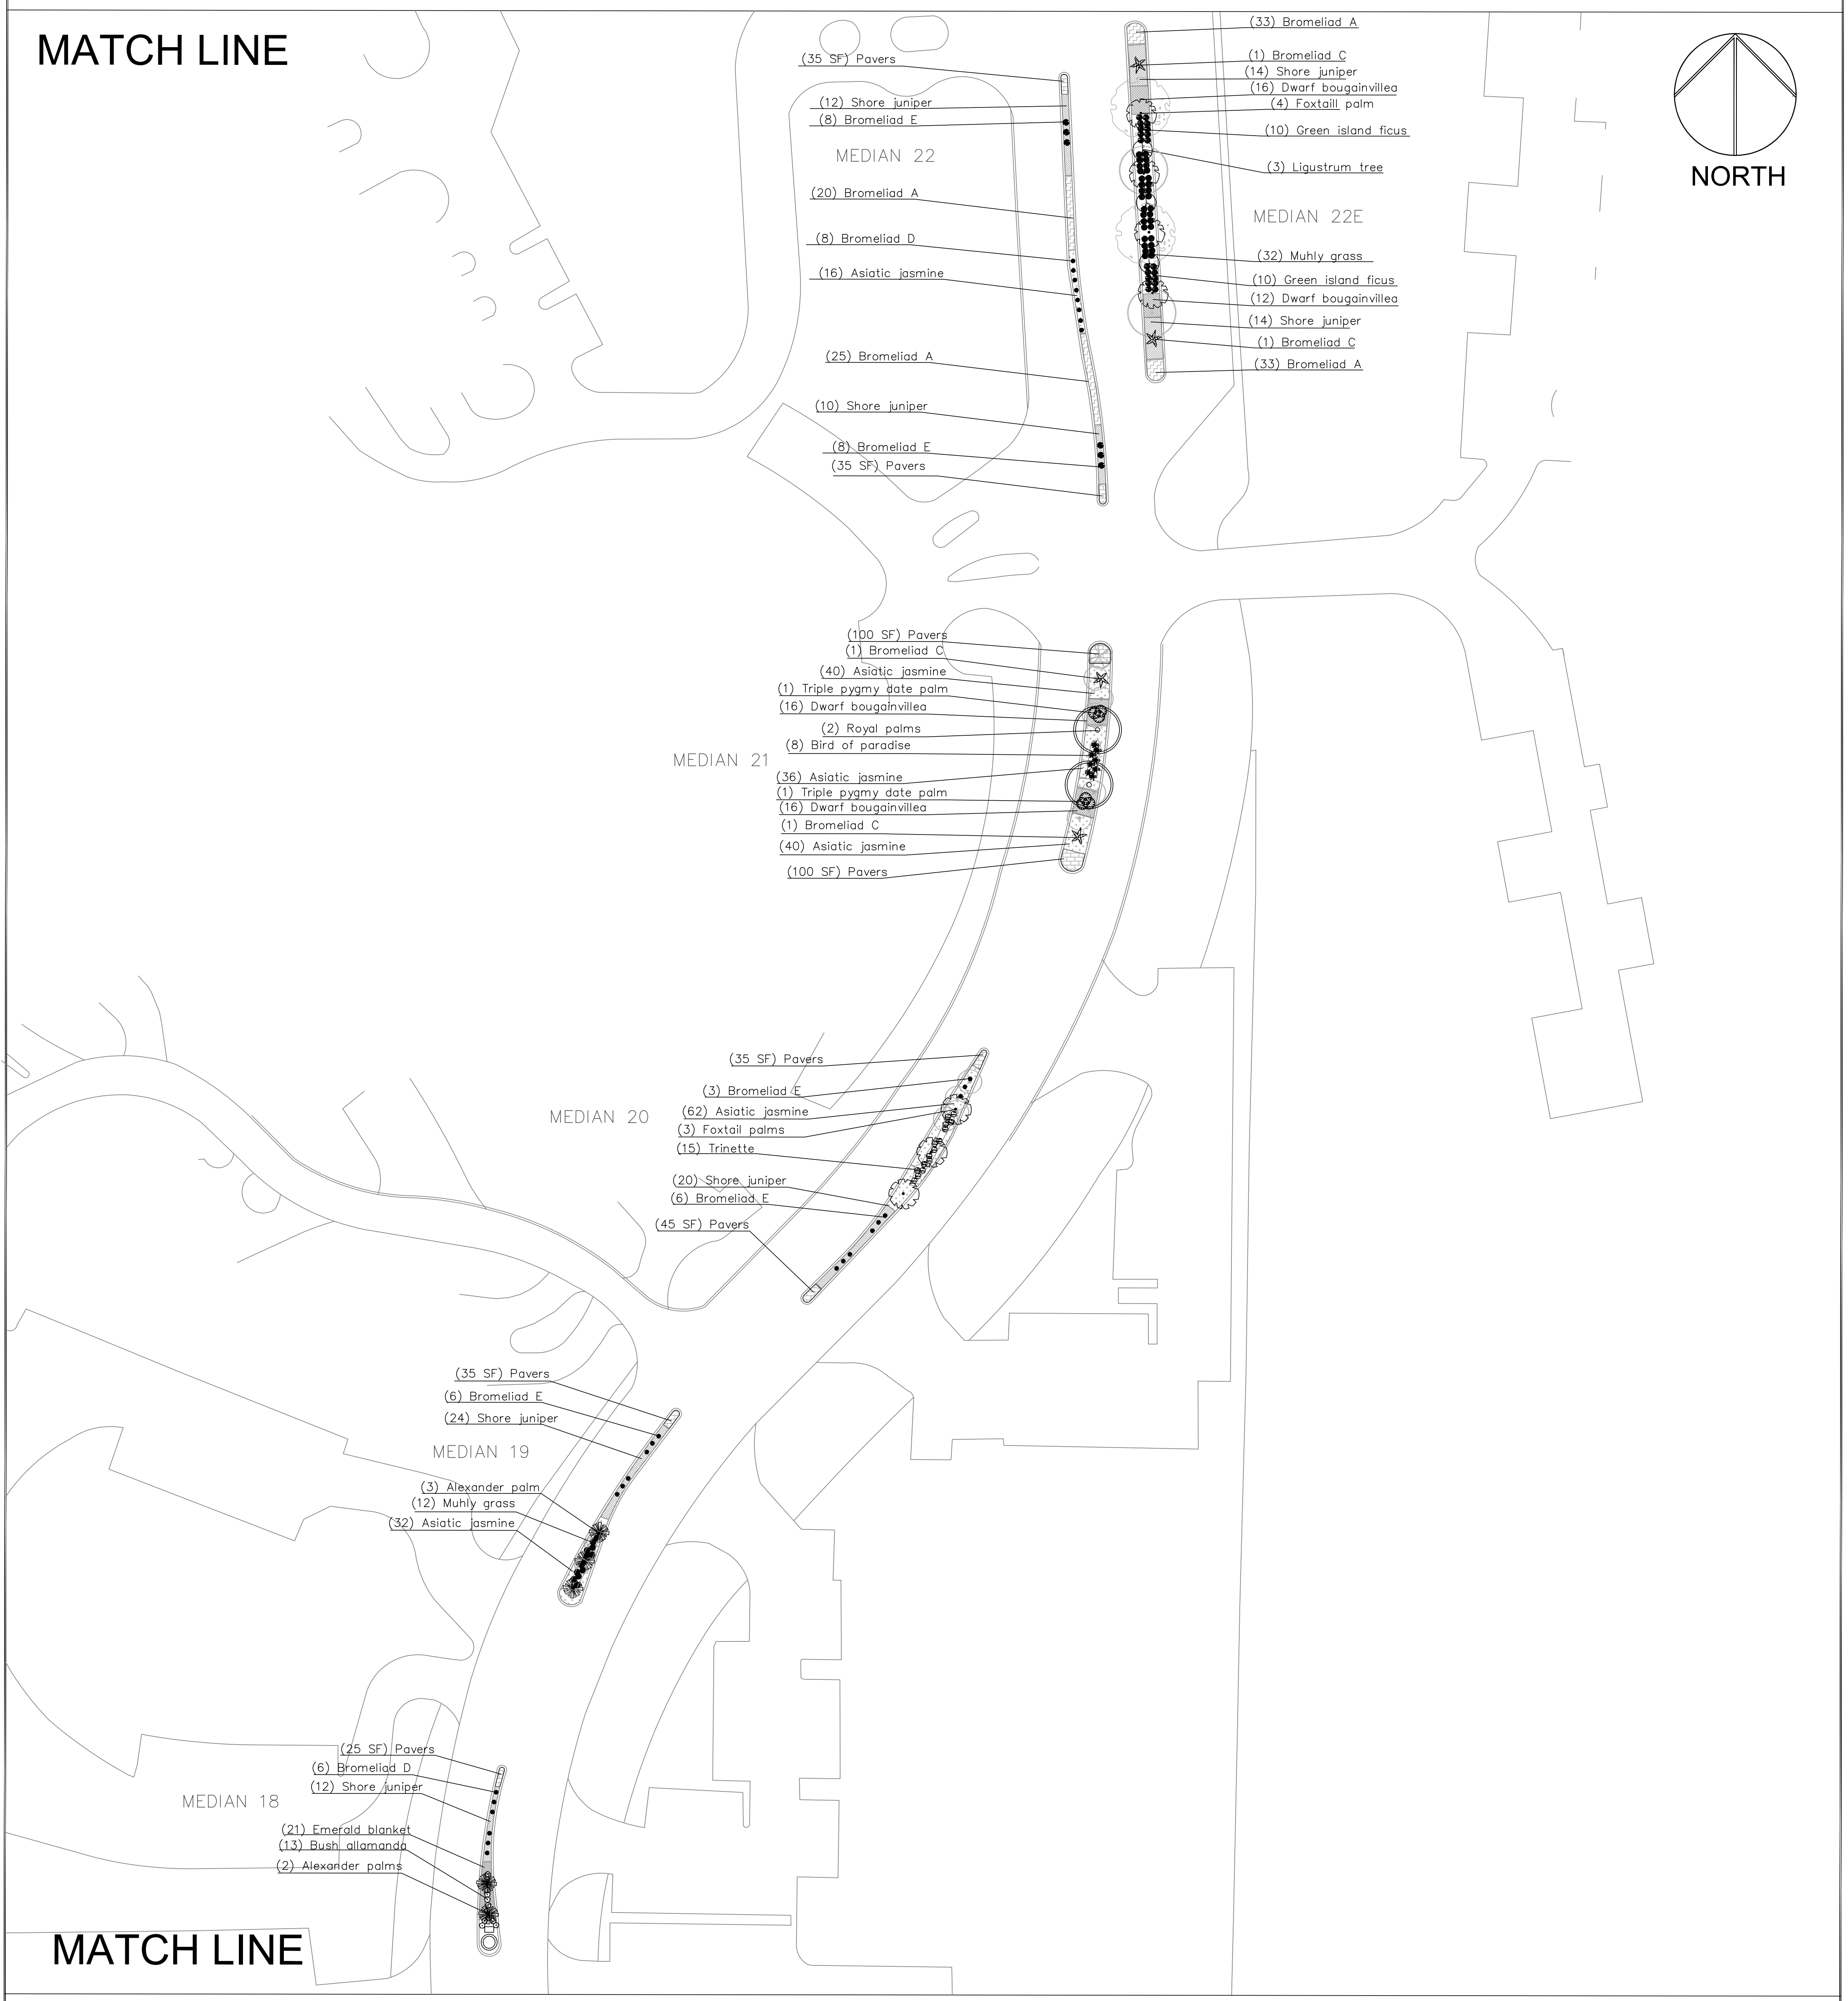 MATCH LINE
NORTH
(35 SF) Pavers
(12) Shore juniper
(8) Bromeliad E
MEDIAN 22
(20) Bromeliad A
(8) Bromeliad D
(16) Asiatic jasmine
(25) Bromeliad A
(10) Shore juniper
(8) Bromeliad E
(35 SF) Pavers
(33) Bromeliad A
(1) Bromeliad C
(14) Shore juniper
(16) Dwarf bougainvillea
(4) Foxtaill palm
(10) Green island ficus
(3) Ligustrum tree
MEDIAN 22E
(32) Muhly grass
(10) Green island ficus
(12) Dwarf bougainvillea
(14) Shore juniper
(1) Bromeliad C
(33) Bromeliad A
(100 SF) Pavers
(1) Bromeliad C
(40) Asiatic jasmine
(1) Triple pygmy date palm
(16) Dwarf bougainvillea
(2) Royal palms
(8) Bird of paradise
MEDIAN 21
(36) Asiatic jasmine
(1) Triple pygmy date palm
(16) Dwarf bougainvillea
(1) Bromeliad C
(40) Asiatic jasmine
(100 SF) Pavers
(35 SF) Pavers
(3) Bromeliad E
MEDIAN 20
(62) Asiatic jasmine
(3) Foxtail palms
(15) Trinette
(20) Shore juniper
(6) Bromeliad E
(45 SF) Pavers
(35 SF) Pavers
(6) Bromeliad E
(24) Shore juniper
MEDIAN 19
(3) Alexander palm
(12) Muhly grass
(32) Asiatic jasmine
(25 SF) Pavers
(6) Bromeliad D
(12) Shore juniper
MEDIAN 18
(21) Emerald blanket
(13) Bush allamanda
(2) Alexander palms
MATCH LINE